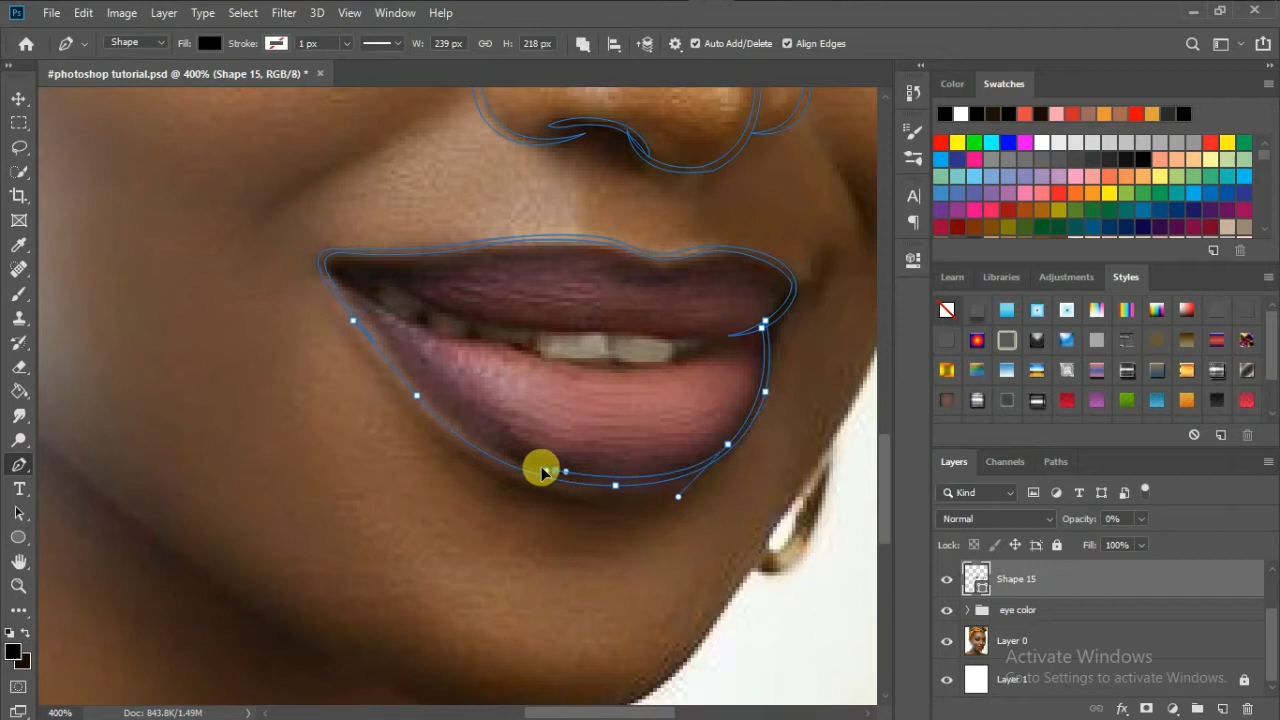 Ps File Edit Image Layer Type Select Filter 3D View Window Help
Shape Fill: Stroke: 1 px W: 239 px H: 218 px Auto Add/Delete Align Edges
#photoshop tutorial.psd @ 400% (Shape 15, RGB/8) * ×
Color Swatches
Learn Libraries Adjustments Styles
Layers Channels Paths
Kind
Normal Opacity: 0%
Lock: Fill: 100%
Shape 15
eye color
Layer 0
Activate Windows
Layer 1
Go to Settings to activate Windows.
400% Doc: 843.8K/1.49M